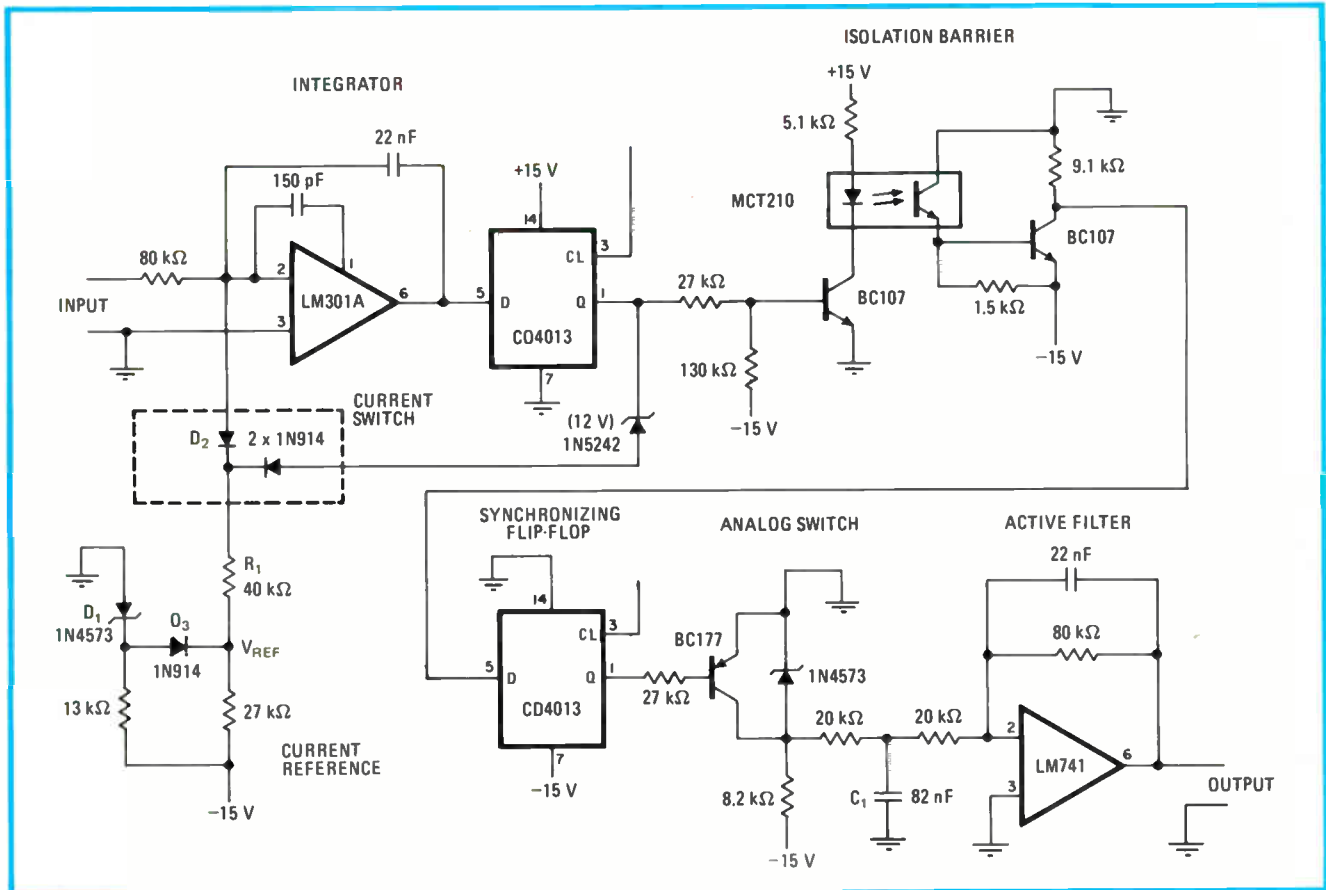 ISOLATION BARRIER
+15 V
INTEGRATOR
5.1 kΩ
22 nF
9.1 kΩ
150 pF
+15 V
MCT210
14
3
CL
BC107
80 kΩ
2
1
27 kΩ
LM301A
6
5
D
Q
1
BC107
1.5 kΩ
INPUT
3
CO4013
130 kΩ
-15 V
7
CURRENT
SWITCH
(12 V)
1N5242
-15 V
D2
2 x 1N914
SYNCHRONIZING
FLIP-FLOP
ANALOG SWITCH
ACTIVE FILTER
R1
40 kΩ
22 nF
14
D1
1N4573
D3
BC177
80 kΩ
CL
3
1N914
VREF
1N4573
5
D
Q
1
13 kΩ
27 kΩ
27 kΩ
20 kΩ
20 kΩ
CD4013
2
6
CURRENT
REFERENCE
7
8.2 kΩ
C1
82 nF
3
LM741
OUTPUT
-15 V
-15 V
-15 V